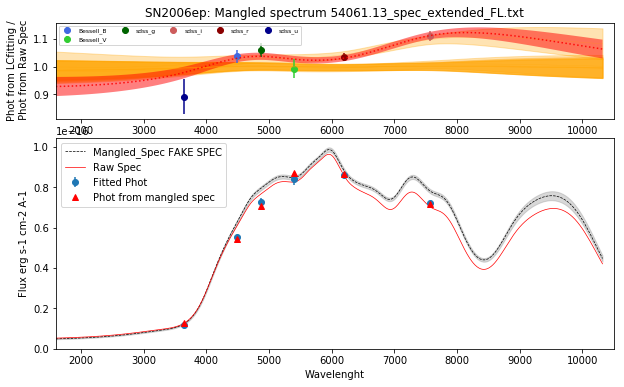 SN2006ep: Mangled spectrum 54061.13_spec_extended_FL.txt
Phot from LCfitting /
Phot from Raw Spec
1.1
1.0
0.9
Bessell_B
Bessell_V
sdss_g
sdss_i
sdss_r
sdss_u
2000 3000 4000 5000 6000 7000 8000 9000 10000
1e−16
Flux erg s-1 cm-2 A-1
1.0
0.8
0.6
0.4
0.2
0.0
Mangled_Spec FAKE SPEC
Raw Spec
Fitted Phot
Phot from mangled spec
2000 3000 4000 5000 6000 7000 8000 9000 10000
Wavelenght